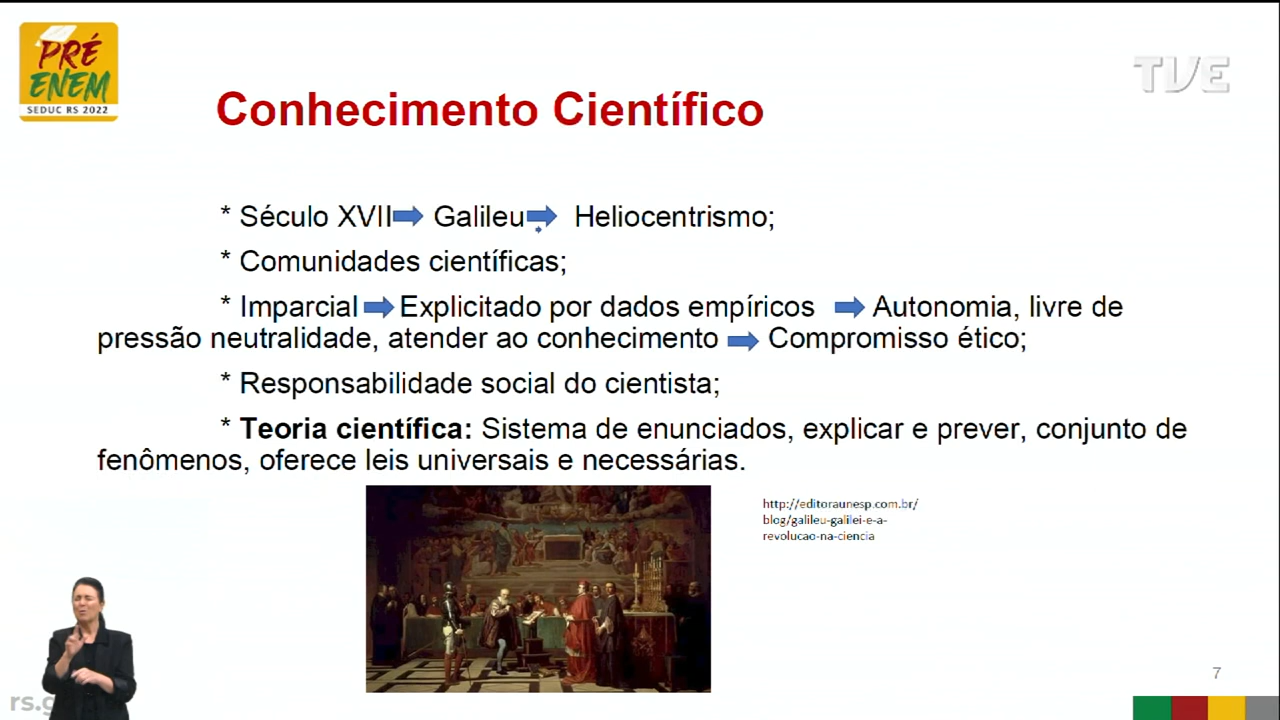 PRÉ
ENEM
SEDUC RS 2022
TVE
Conhecimento Científico
* Século XVII Galileu Heliocentrismo;
* Comunidades científicas;
* Imparcial Explicitado por dados empíricos Autonomia, livre de
pressão neutralidade, atender ao conhecimento Compromisso ético;
* Responsabilidade social do cientista;
* Teoria científica: Sistema de enunciados, explicar e prever, conjunto de
fenômenos, oferece leis universais e necessárias.
http://editoraunesp.com.br/
blog/galileu-galilei-e-a-
revolucao-na-ciencia
7
rs.g